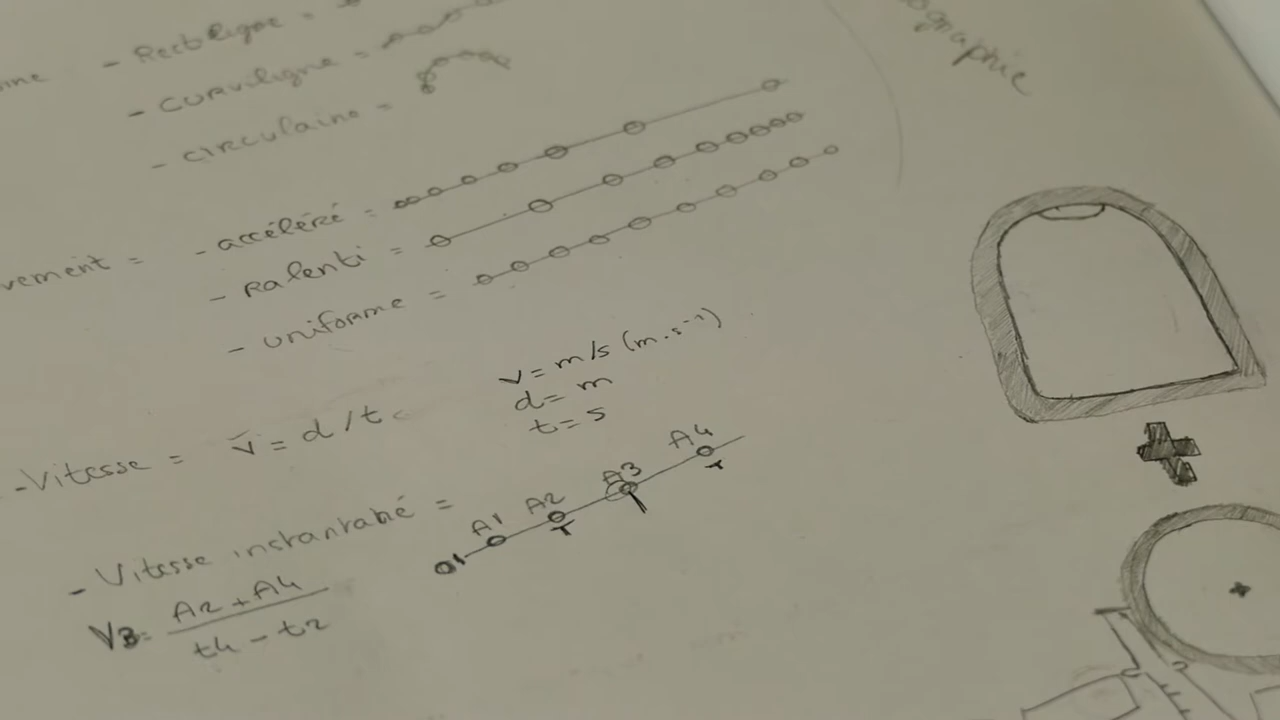 - Rectiligne =
- curviligne =
- circulaire =
- accéléré =
vement = - ralenti =
- uniforme =
v = m/s (m.s⁻¹)
d = m
t = s
- Vitesse = v̄ = d/t
- Vitesse instantané =
A1 A2 A3 A4
V3 = A2 + A4
t4 - t2
ographie